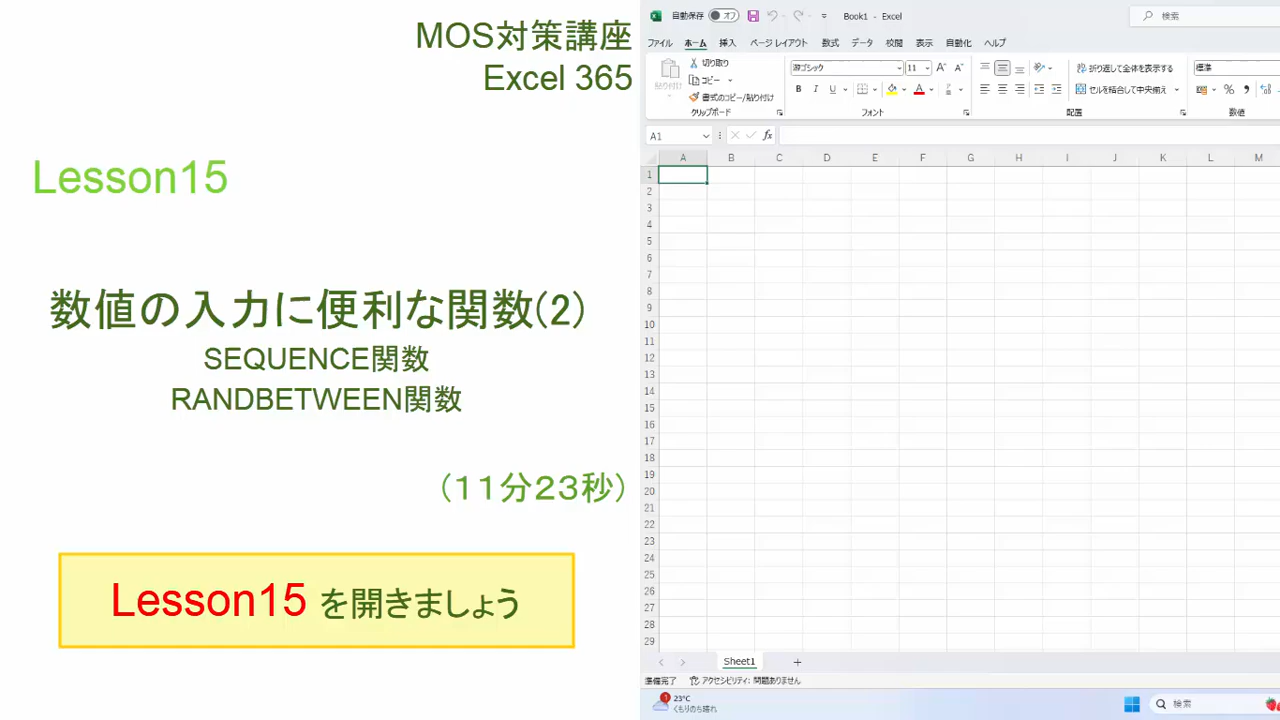 MOS対策講座
Excel 365
Lesson15
数値の入力に便利な関数(2)
SEQUENCE関数
RANDBETWEEN関数
(11分23秒)
Lesson15 を開きましょう
自動保存 オフ Book1 - Excel 検索
ファイル ホーム 挿入 ページ レイアウト 数式 データ 校閲 表示 自動化 ヘルプ
貼り付け 切り取り
コピー
書式のコピー/貼り付け
クリップボード
游ゴシック 11
B I U
フォント
折り返して全体を表示する
セルを結合して中央揃え
配置
標準
数値
A1 fx
A B C D E F G H I J K L M
1
2
3
4
5
6
7
8
9
10
11
12
13
14
15
16
17
18
19
20
21
22
23
24
25
26
27
28
29
Sheet1 +
準備完了 アクセシビリティ: 問題ありません
23°C
くもりのち晴れ
検索